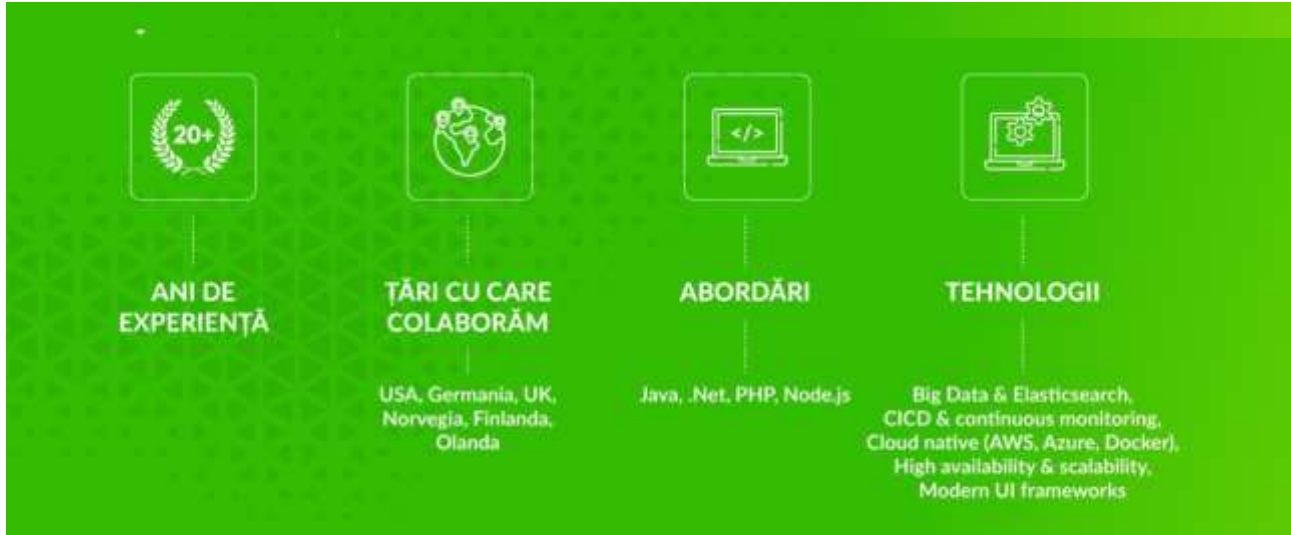 20+
</>
ANI DE
EXPERIENȚĂ
ȚĂRI CU CARE
COLABORĂM
USA, Germania, UK,
Norvegia, Finlanda,
Olanda
ABORDĂRI
Java, .Net, PHP, Node.js
TEHNOLOGII
Big Data & Elasticsearch,
CICD & continuous monitoring,
Cloud native (AWS, Azure, Docker),
High availability & scalability,
Modern UI frameworks